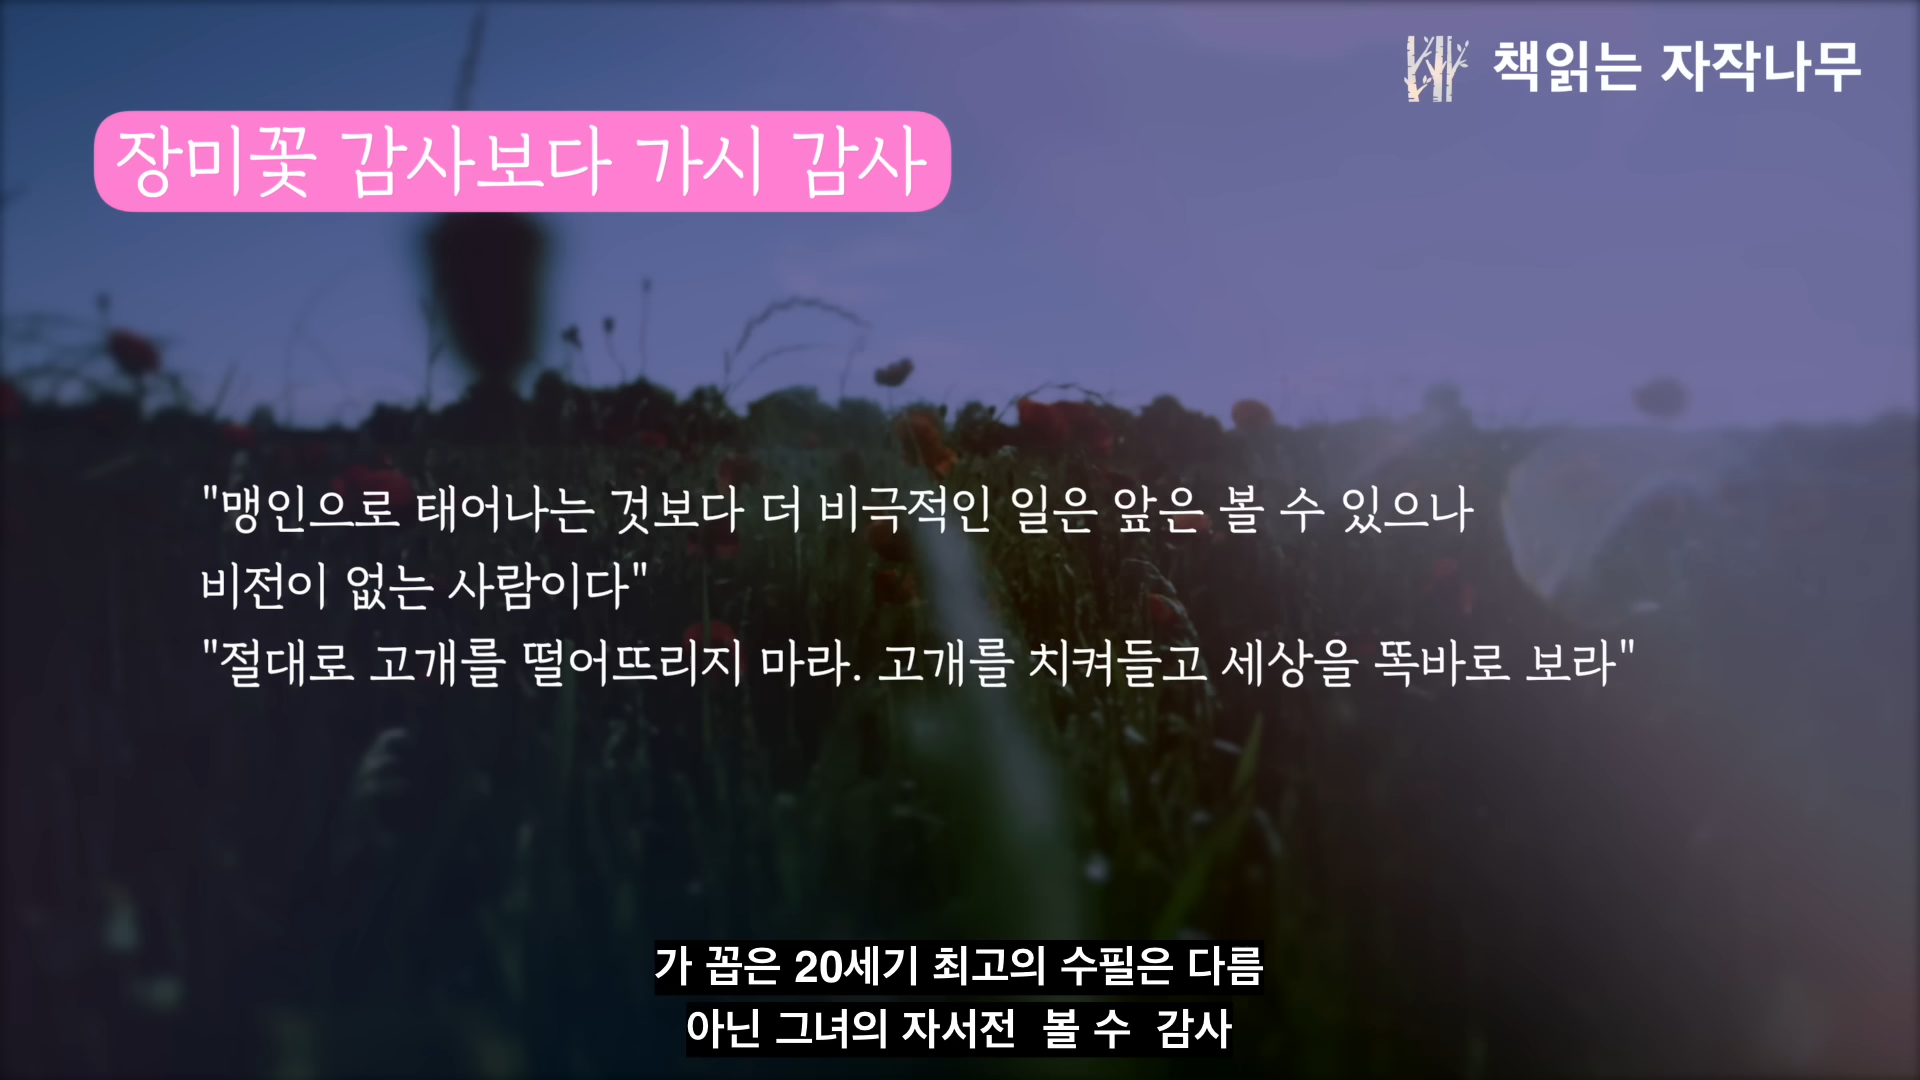 책읽는 자작나무
장미꽃 감사보다 가시 감사
"맹인으로 태어나는 것보다 더 비극적인 일은 앞은 볼 수 있으나
비전이 없는 사람이다"
"절대로 고개를 떨어뜨리지 마라. 고개를 치켜들고 세상을 똑바로 보라"
가 꼽은 20세기 최고의 수필은 다름
아닌 그녀의 자서전 볼 수 감사